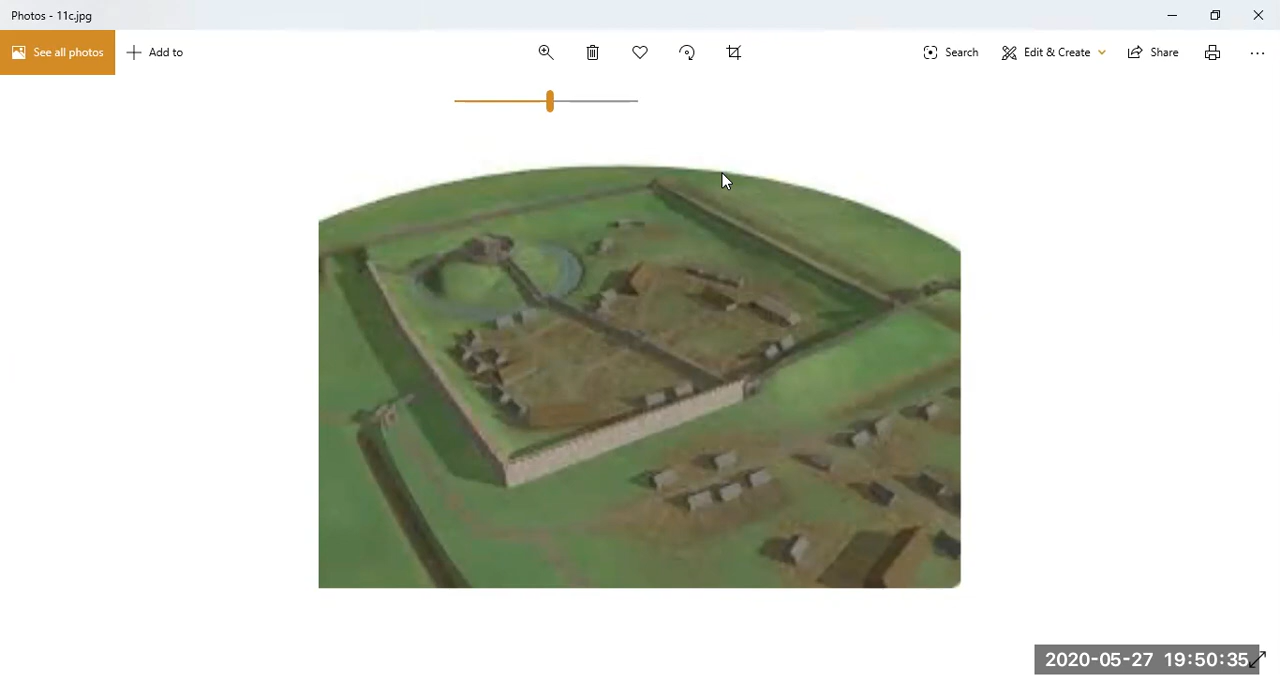 Photos - 11c.jpg
See all photos
Add to
Search
Edit & Create
Share
2020-05-27 19:50:35